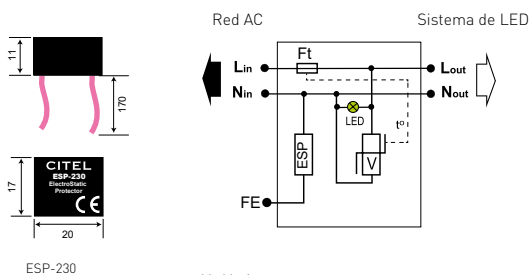 Red AC
Sistema de LED
11
170
CITEL
ESP-230
ElectroStatic
Protector
CE
17
20
ESP-230
Ft
Lin
Lout
Nin
Nout
LED
tº
ESP
V
FE